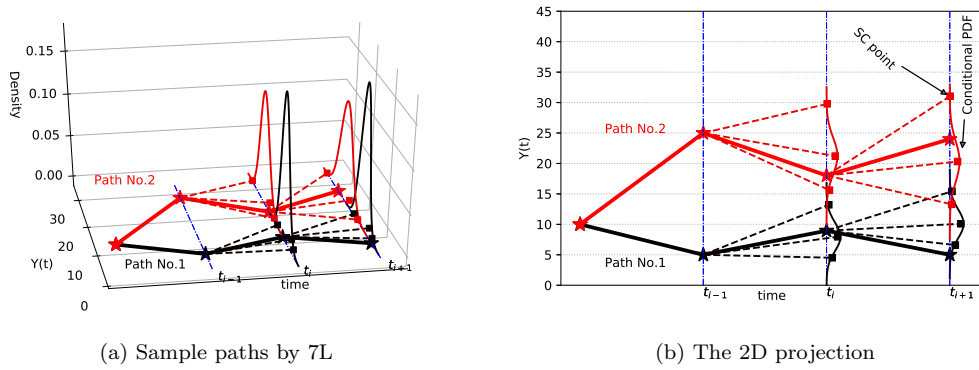 0.15
0.10
0.05
0.00
Density
30
20
10
0
Y(t)
Path No.2
Path No.1
t_{i-1}
t_i
t_{i+1}
time
(a) Sample paths by 7L
45
40
35
30
25
20
15
10
5
0
Y(t)
SC point
Conditional PDF
Path No.2
Path No.1
t_{i-1}
time
t_i
t_{i+1}
(b) The 2D projection